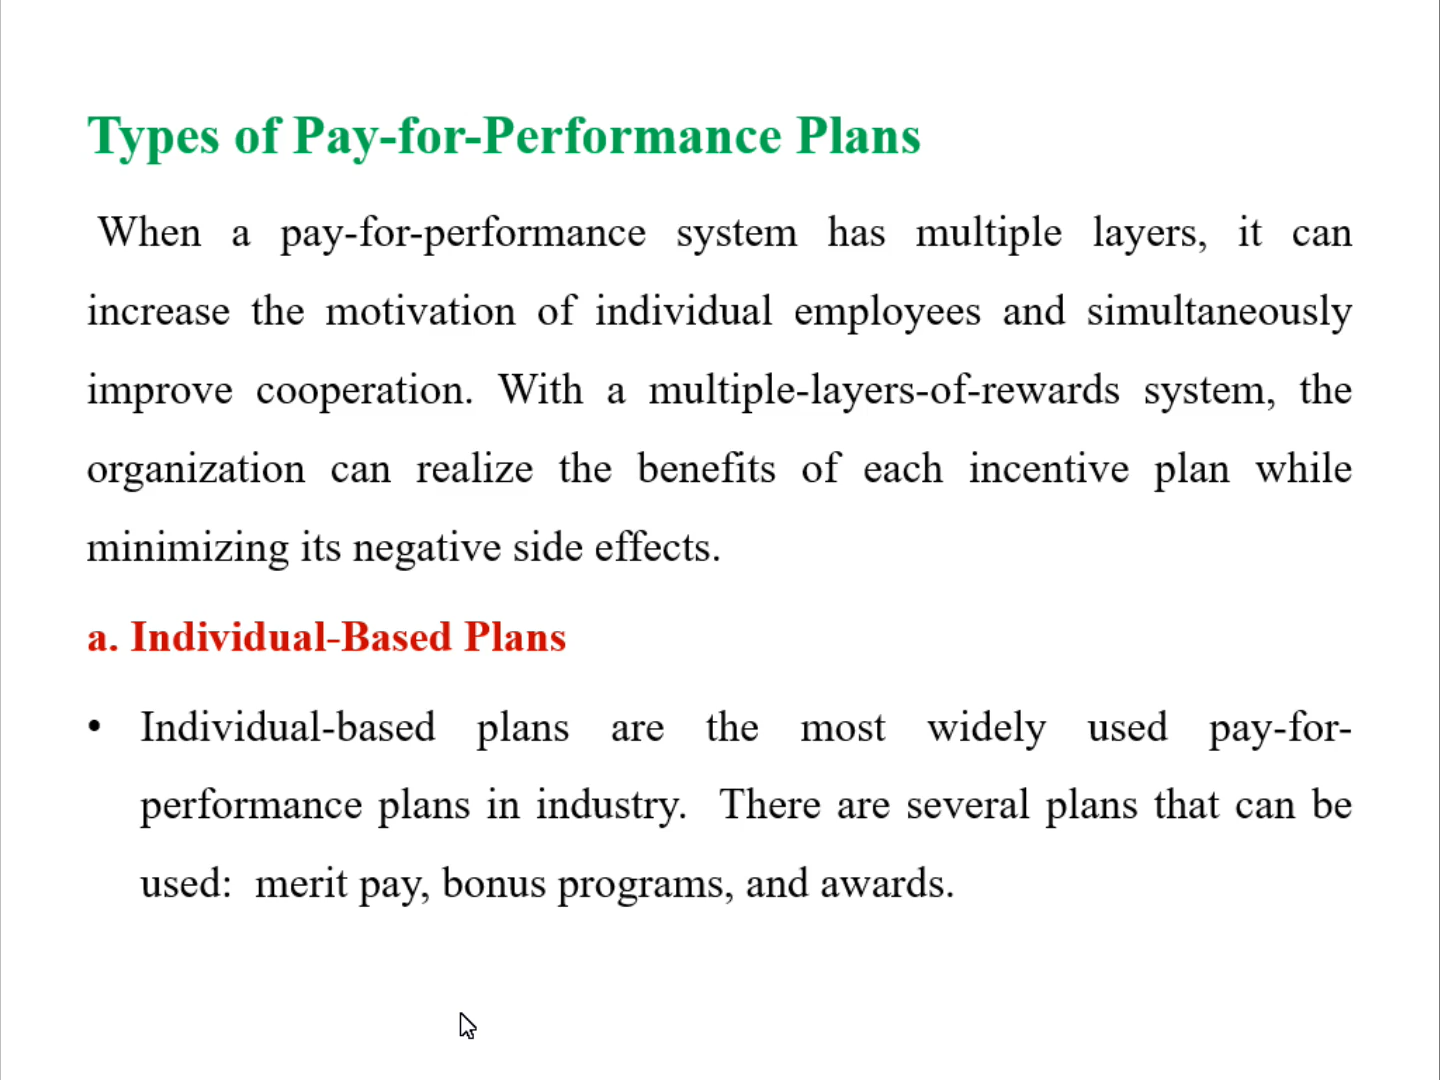 Types of Pay-for-Performance Plans
When a pay-for-performance system has multiple layers, it can
increase the motivation of individual employees and simultaneously
improve cooperation. With a multiple-layers-of-rewards system, the
organization can realize the benefits of each incentive plan while
minimizing its negative side effects.
a. Individual-Based Plans
• Individual-based plans are the most widely used pay-for-
performance plans in industry.  There are several plans that can be
used:  merit pay, bonus programs, and awards.